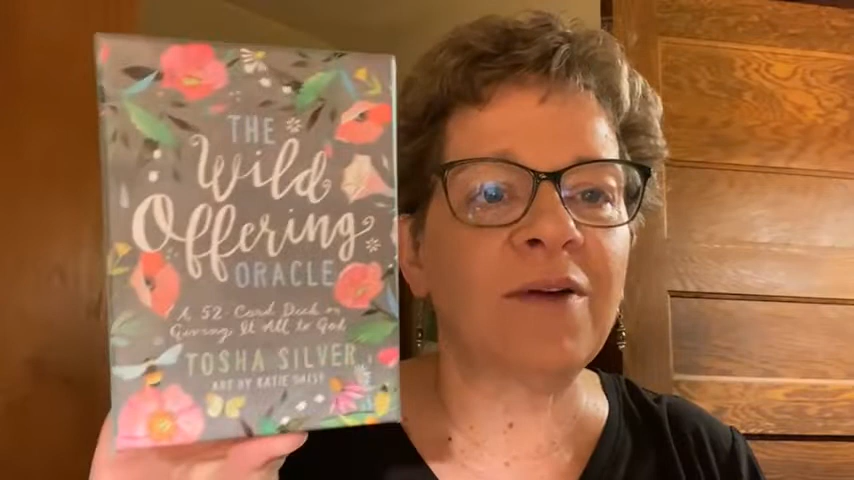 THE
Wild
Offering
ORACLE
A 52-Card Deck on
Giving It All to God
TOSHA SILVER
ART BY KATIE DAISY